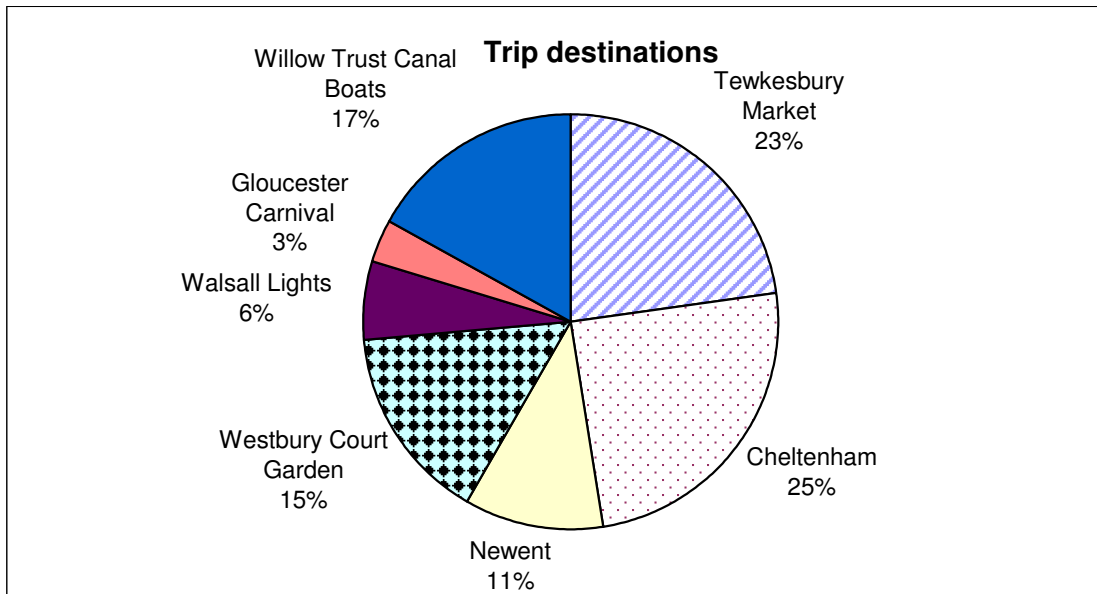 Trip destinations
Willow Trust Canal
Boats
17%
Tewkesbury
Market
23%
Gloucester
Carnival
3%
Walsall Lights
6%
Westbury Court
Garden
15%
Cheltenham
25%
Newent
11%